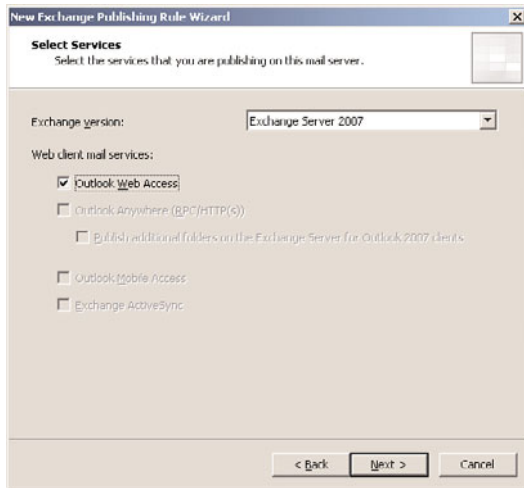 New Exchange Publishing Rule Wizard
Select Services
Select the services that you are publishing on this mail server.
Exchange version:
Exchange Server 2007
Web client mail services:
Outlook Web Access
Outlook Anywhere (RPC/HTTP(s))
Publish additional folders on the Exchange Server for Outlook 2007 clients
Outlook Mobile Access
Exchange ActiveSync
< Back
Next >
Cancel